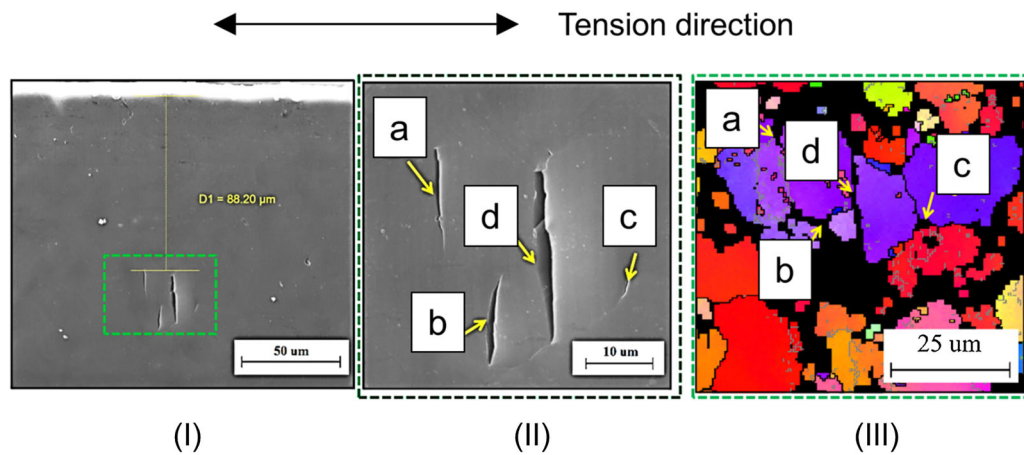 Tension direction
D1 = 88.20 µm
50 um
a
d
c
b
10 um
a
d
c
b
25 um
(I)
(II)
(III)